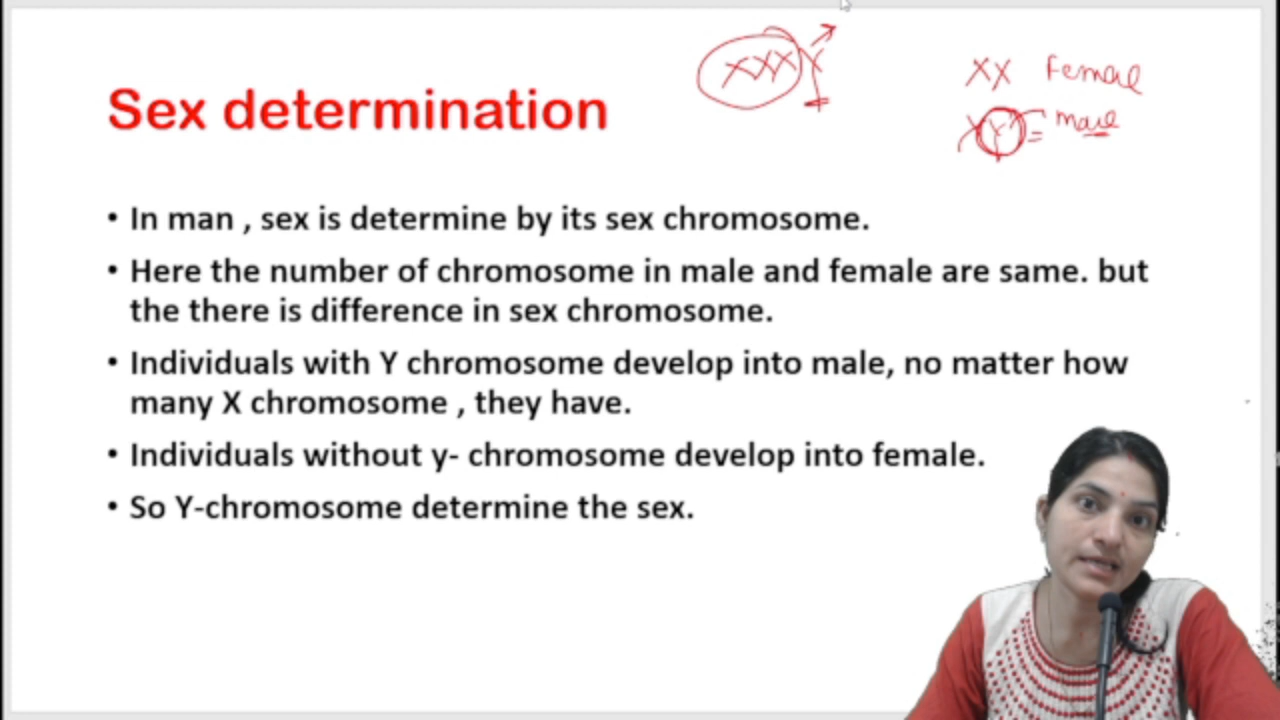 XXXY
XX Female
XY = male
Sex determination
• In man , sex is determine by its sex chromosome.
• Here the number of chromosome in male and female are same. but
the there is difference in sex chromosome.
• Individuals with Y chromosome develop into male, no matter how
many X chromosome , they have.
• Individuals without y- chromosome develop into female.
• So Y-chromosome determine the sex.